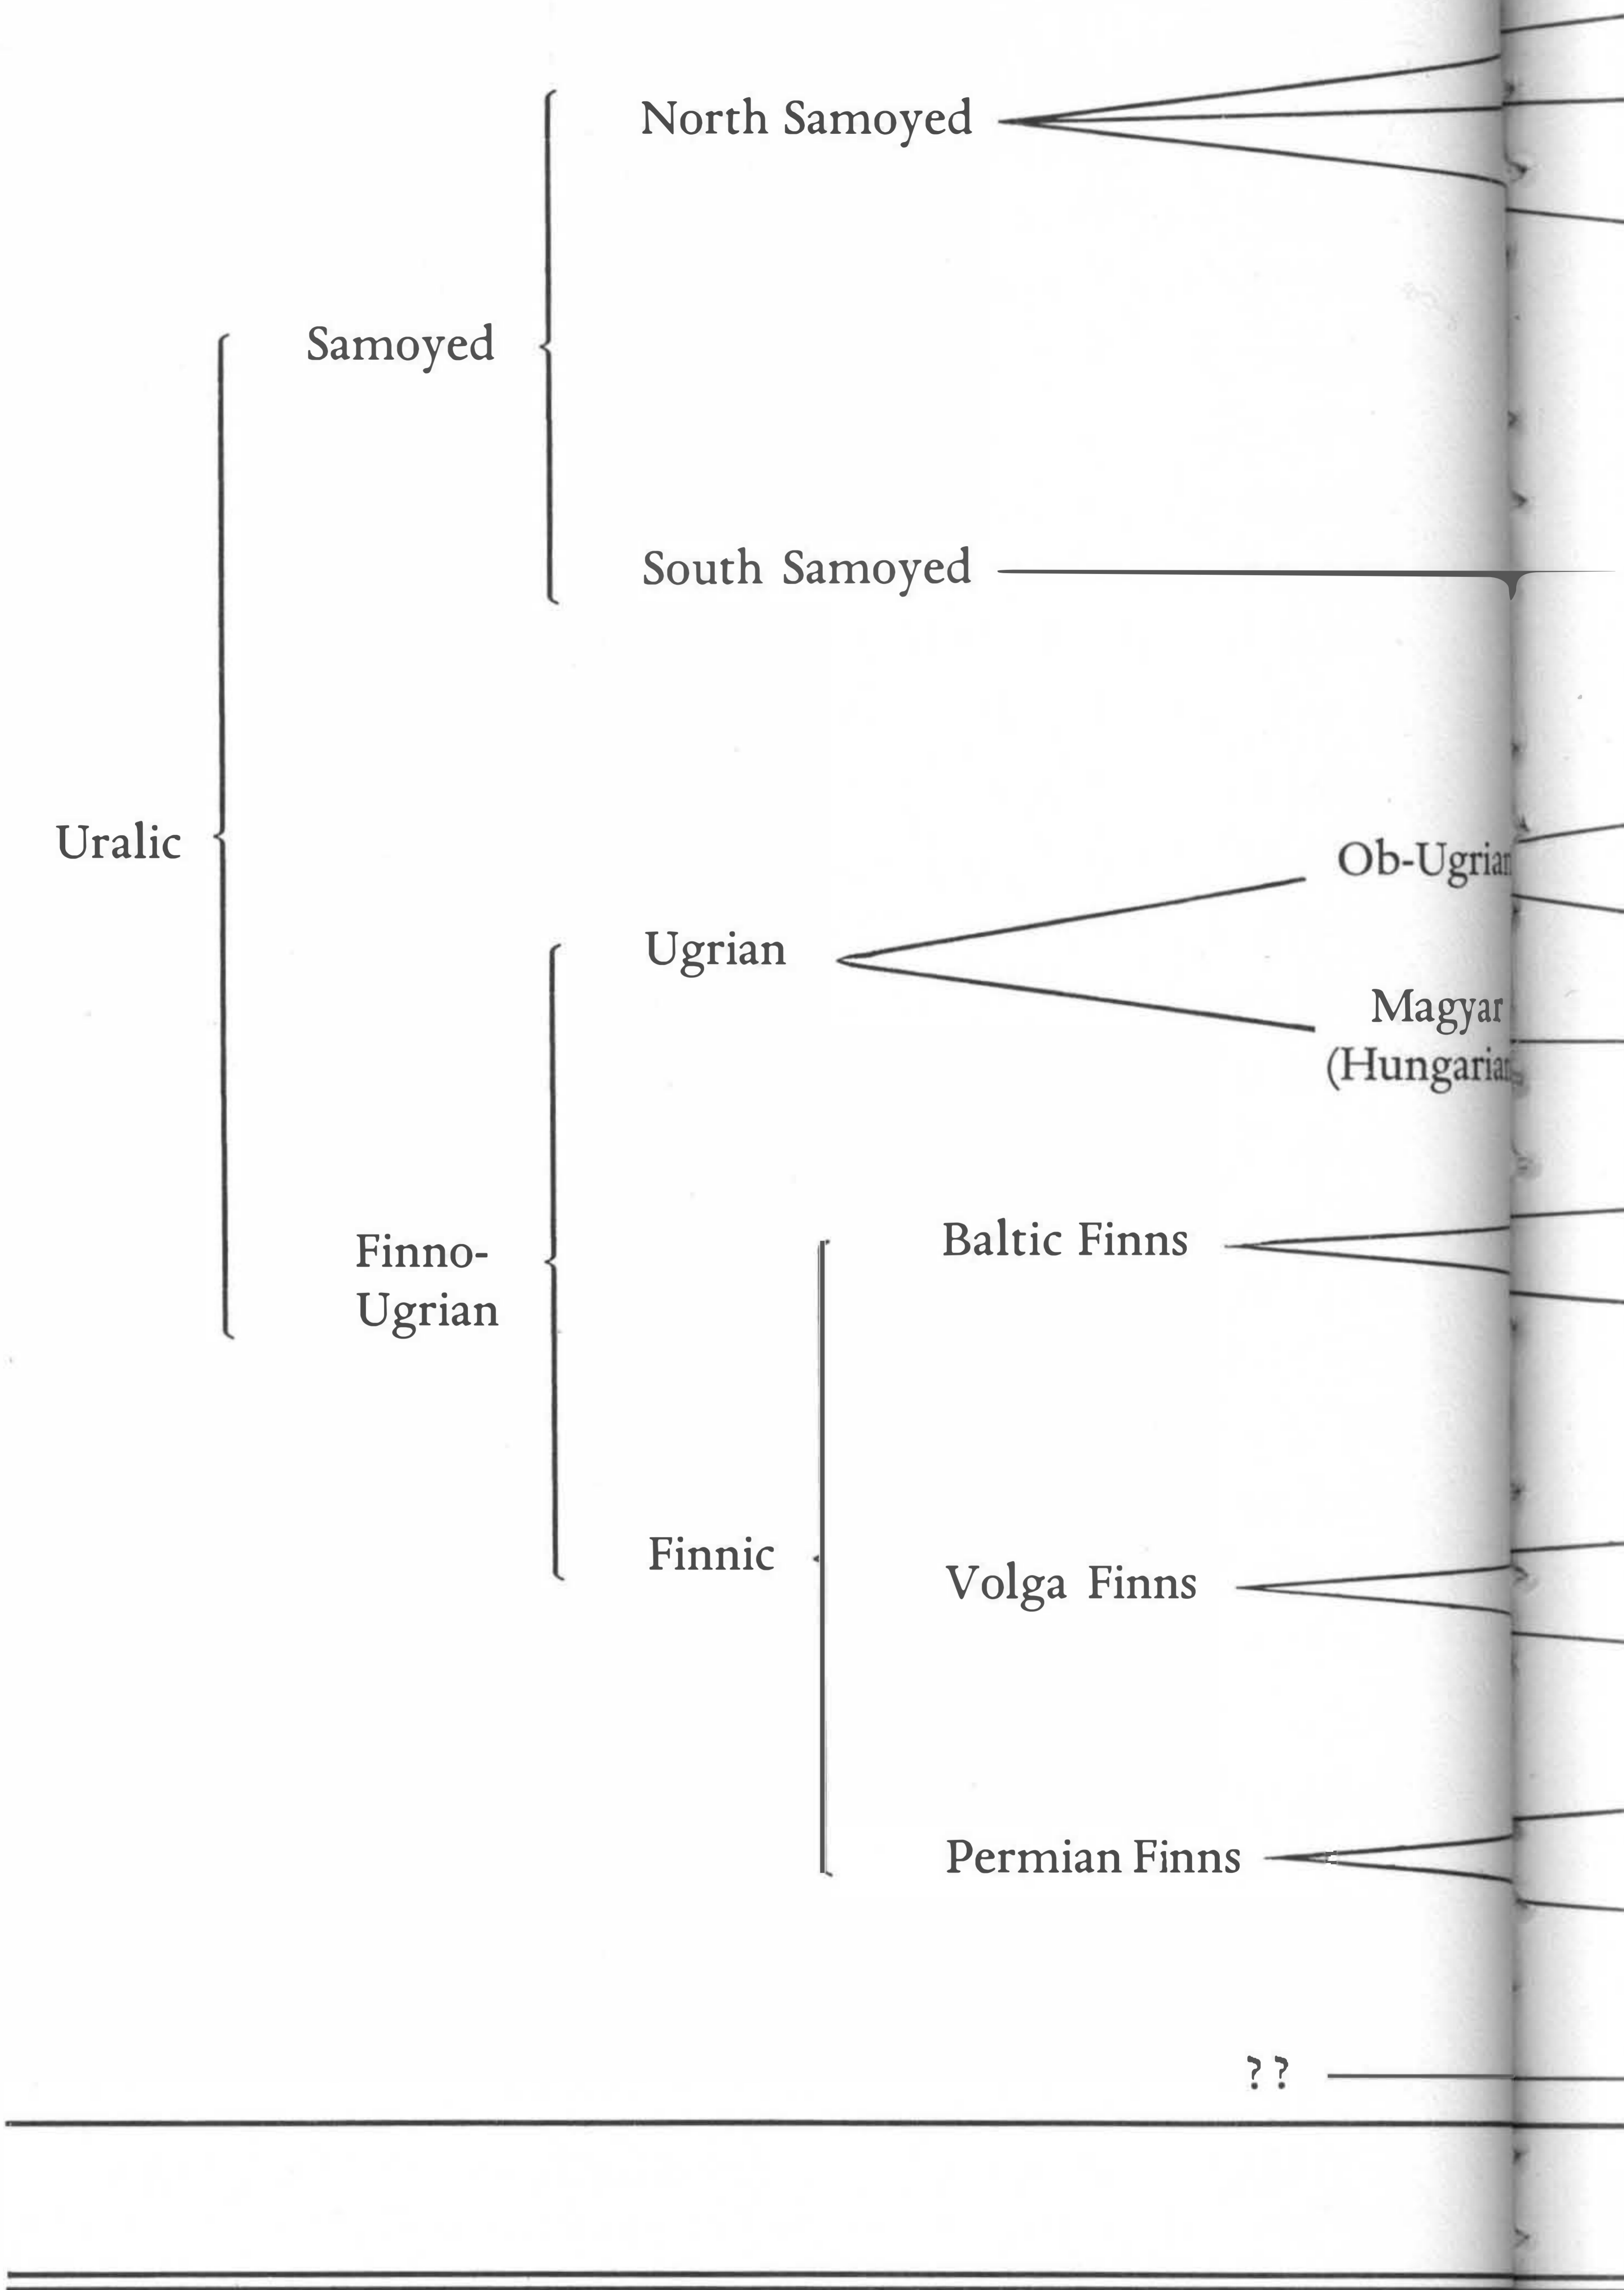 North Samoyed
Samoyed
South Samoyed
Uralic
Ob-Ugrian
Ugrian
Magyar
(Hungarian
Baltic Finns
Finno-
Ugrian
Finnic
Volga Finns
Permian Finns
? ?